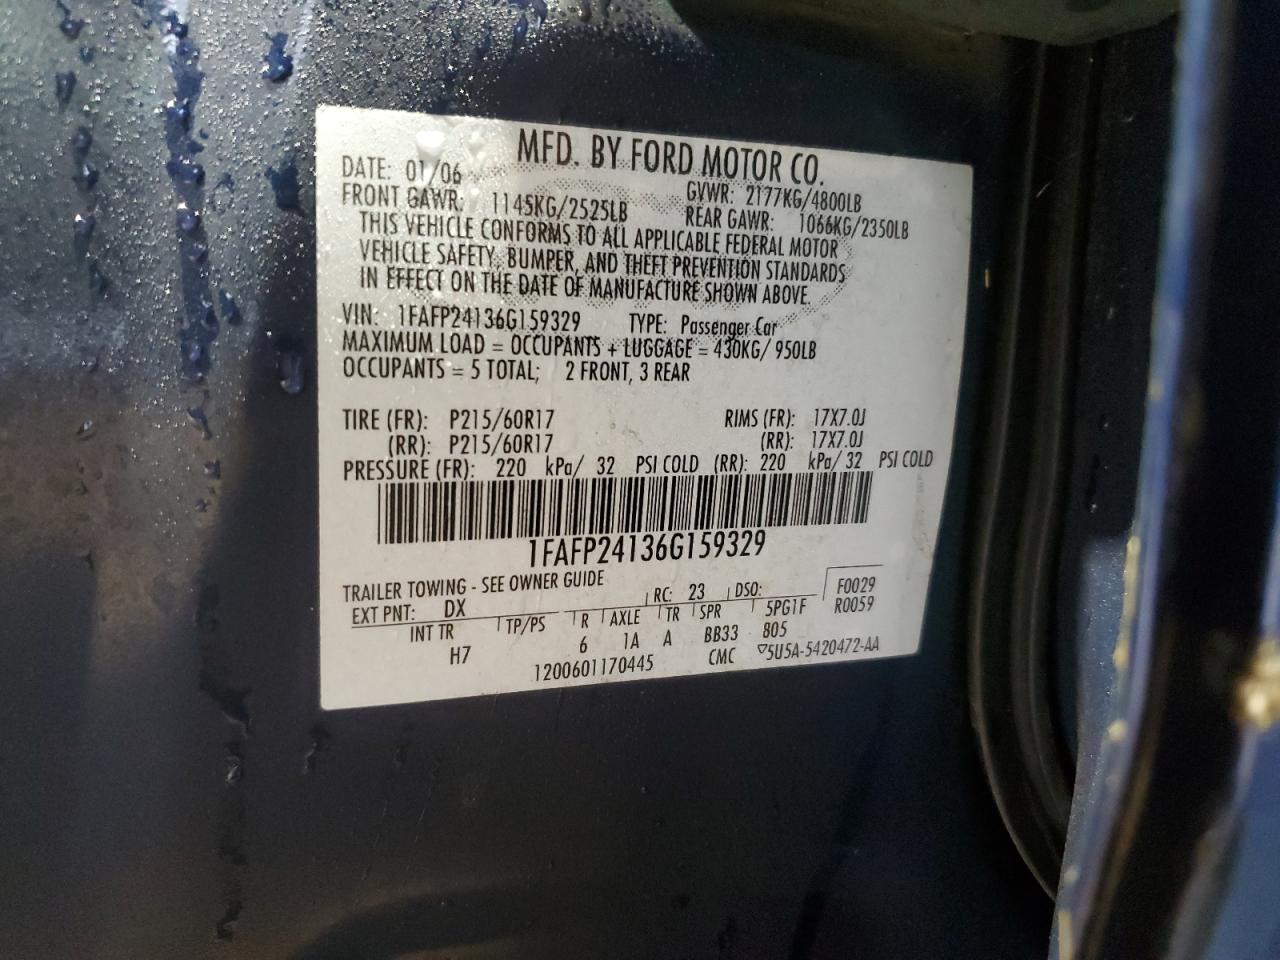 MFD. BY FORD MOTOR CO.
DATE: 01/06 GVWR: 2177KG/4800LB
FRONT GAWR: 1145KG/2525LB REAR GAWR: 1066KG/2350LB
THIS VEHICLE CONFORMS TO ALL APPLICABLE FEDERAL MOTOR
VEHICLE SAFETY, BUMPER, AND THEFT PREVENTION STANDARDS
IN EFFECT ON THE DATE OF MANUFACTURE SHOWN ABOVE.
VIN: 1FAFP24136G159329 TYPE: Passenger Car
MAXIMUM LOAD = OCCUPANTS + LUGGAGE = 430KG/ 950LB
OCCUPANTS = 5 TOTAL; 2 FRONT, 3 REAR
TIRE (FR): P215/60R17 RIMS (FR): 17X7.0J
(RR): P215/60R17 (RR): 17X7.0J
PRESSURE (FR): 220 kPa/ 32 PSI COLD (RR): 220 kPa/ 32 PSI COLD
1FAFP24136G159329
TRAILER TOWING - SEE OWNER GUIDE
EXT PNT: DX RC: 23 DSO: F0029
INT TR TP/PS R AXLE TR SPR 5PG1F R0059
H7 6 1A A BB33 805
1200601170445 CMC ▽5U5A-5420472-AA